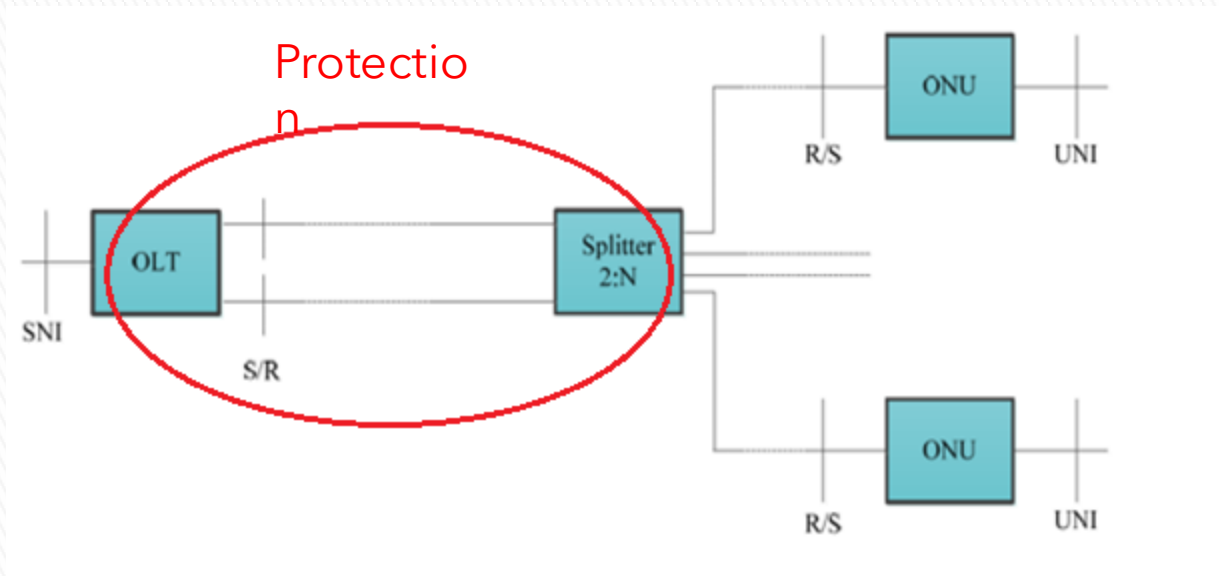 Protectio
n
ONU
R/S
UNI
OLT
Splitter
2:N
SNI
S/R
ONU
R/S
UNI